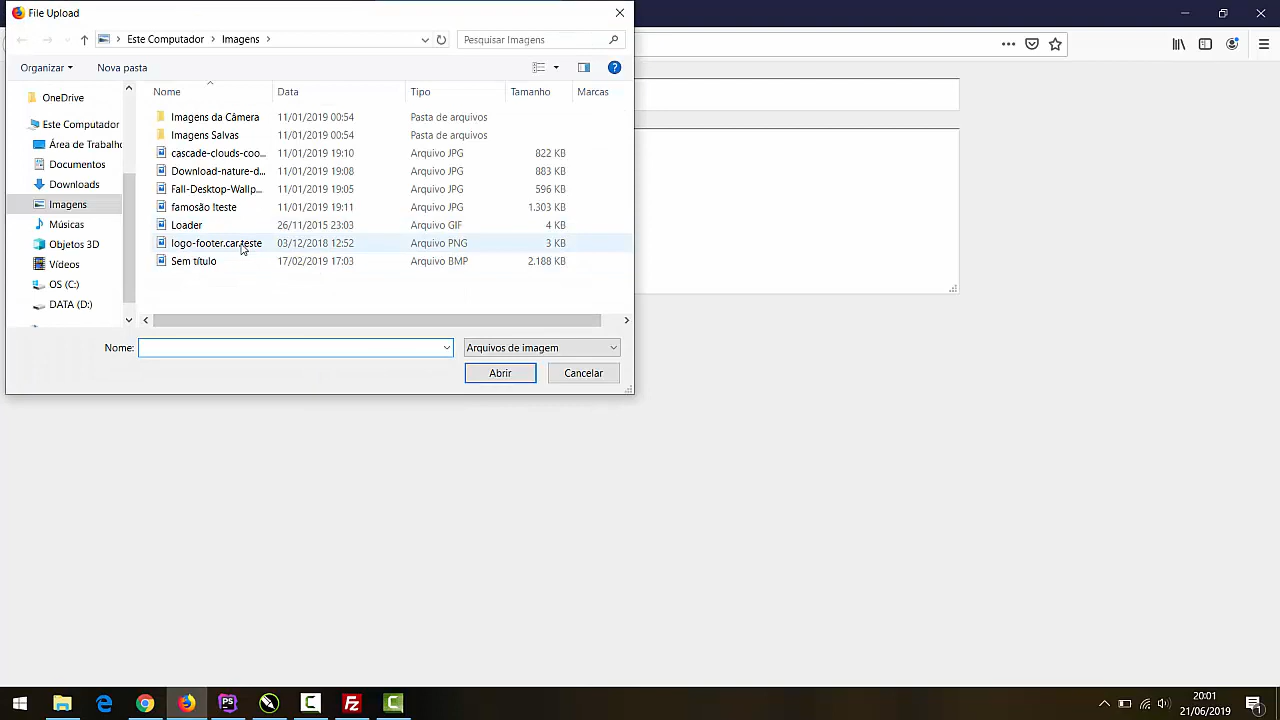 File Upload
Este Computador
Imagens
Pesquisar Imagens
Organizar
Nova pasta
Nome
Data
Tipo
Tamanho
Marcas
OneDrive
Este Computador
Área de Trabalho
Documentos
Downloads
Imagens
Músicas
Objetos 3D
Vídeos
OS (C:)
DATA (D:)
Imagens da Câmera 11/01/2019 00:54 Pasta de arquivos
Imagens Salvas 11/01/2019 00:54 Pasta de arquivos
cascade-clouds-coo... 11/01/2019 19:10 Arquivo JPG 822 KB
Download-nature-d... 11/01/2019 19:08 Arquivo JPG 883 KB
Fall-Desktop-Wallp... 11/01/2019 19:05 Arquivo JPG 596 KB
famosão !teste 11/01/2019 19:11 Arquivo JPG 1.303 KB
Loader 26/11/2015 23:03 Arquivo GIF 4 KB
logo-footer.car.teste 03/12/2018 12:52 Arquivo PNG 3 KB
Sem título 17/02/2019 17:03 Arquivo BMP 2.188 KB
Nome:
Arquivos de imagem
Abrir
Cancelar
20:01
21/06/2019